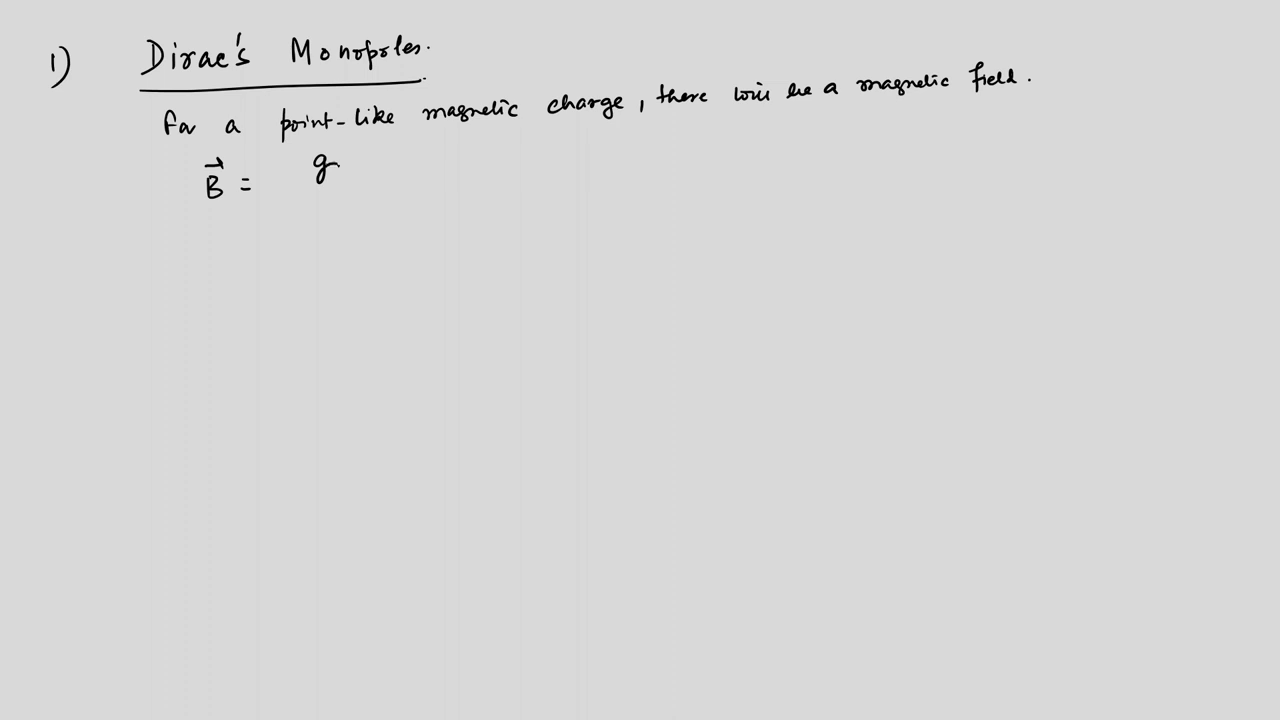 1) Dirac's Monopoles.
For a point-like magnetic charge, there will be a magnetic field.
B⃗ = g